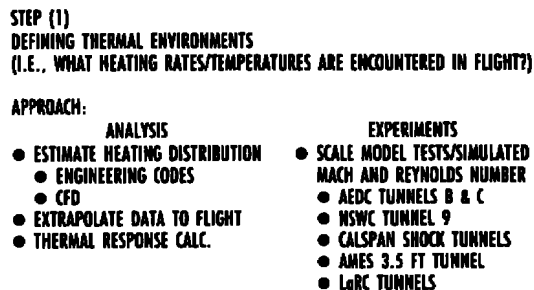 STEP (1)
DEFINING THERMAL ENVIRONMENTS
(I.E., WHAT HEATING RATES/TEMPERATURES ARE ENCOUNTERED IN FLIGHT?)
APPROACH:
ANALYSIS
● ESTIMATE HEATING DISTRIBUTION
● ENGINEERING CODES
● CFD
● EXTRAPOLATE DATA TO FLIGHT
● THERMAL RESPONSE CALC.
EXPERIMENTS
● SCALE MODEL TESTS/SIMULATED
MACH AND REYNOLDS NUMBER
● AEDC TUNNELS B & C
● NSWC TUNNEL 9
● CALSPAN SHOCK TUNNELS
● AMES 3.5 FT TUNNEL
● LaRC TUNNELS